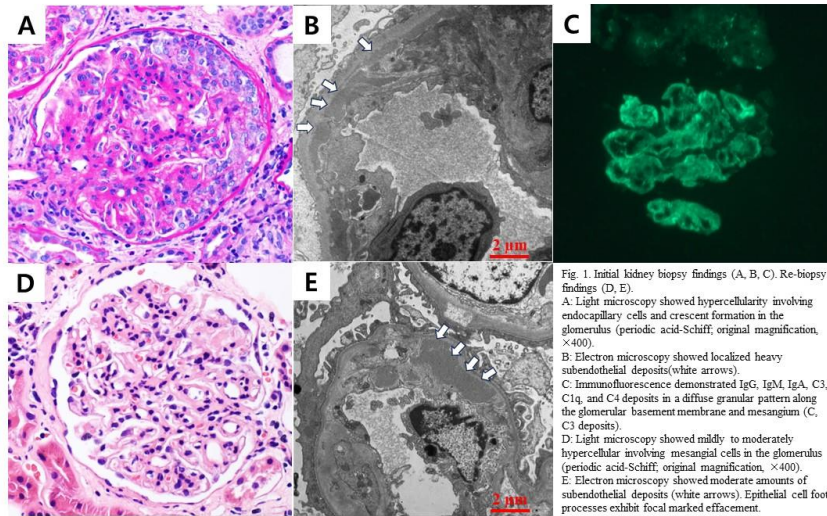 A
B
C
2 µm
D
E
2 µm
Fig. 1. Initial kidney biopsy findings (A, B, C). Re-biopsy
findings (D, E).
A: Light microscopy showed hypercellularity involving
endocapillary cells and crescent formation in the
glomerulus (periodic acid-Schiff; original magnification,
×400).
B: Electron microscopy showed localized heavy
subendothelial deposits(white arrows).
C: Immunofluorescence demonstrated IgG, IgM, IgA, C3,
C1q, and C4 deposits in a diffuse granular pattern along
the glomerular basement membrane and mesangium (C,
C3 deposits).
D: Light microscopy showed mildly to moderately
hypercellular involving mesangial cells in the glomerulus
(periodic acid-Schiff; original magnification, ×400).
E: Electron microscopy showed moderate amounts of
subendothelial deposits (white arrows). Epithelial cell foot
processes exhibit focal marked effacement.